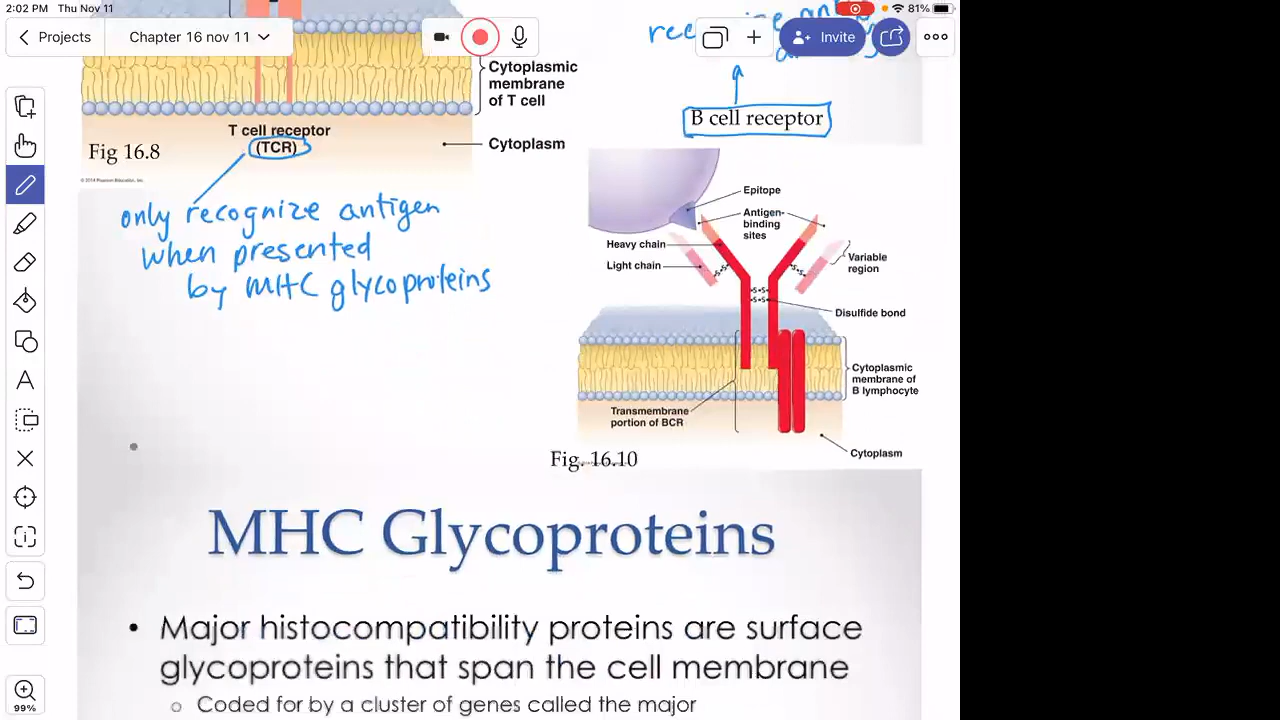 2:02 PM Thu Nov 11
81%
Projects
Chapter 16 nov 11
Invite
Cytoplasmic
membrane
of T cell
T cell receptor
(TCR)
Cytoplasm
Fig 16.8
© 2014 Pearson Education, Inc.
only recognize antigen
when presented
by MHC glycoproteins
B cell receptor
Epitope
Antigen-
binding
sites
Heavy chain
Light chain
Variable
region
-S-S-
-S-S-
-S-S-
-S-S-
Disulfide bond
Cytoplasmic
membrane of
B lymphocyte
Transmembrane
portion of BCR
Cytoplasm
Fig. 16.10
MHC Glycoproteins
• Major histocompatibility proteins are surface
glycoproteins that span the cell membrane
o Coded for by a cluster of genes called the major
A
99%